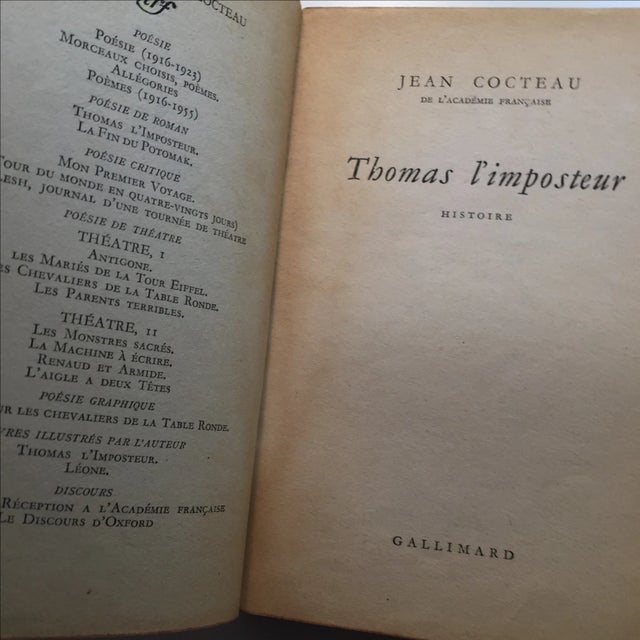 nrf
COCTEAU
POÉSIE
POÉSIE (1916-1923)
MORCEAUX CHOISIS, POÈMES.
ALLÉGORIES
POÈMES (1916-1955)
POÉSIE DE ROMAN
THOMAS L'IMPOSTEUR.
LA FIN DU POTOMAK.
POÉSIE CRITIQUE
MON PREMIER VOYAGE.
TOUR DU MONDE EN QUATRE-VINGTS JOURS)
LESH, JOURNAL D'UNE TOURNÉE DE THÉATRE
POÉSIE DE THÉATRE
THÉATRE, I
ANTIGONE.
LES MARIÉS DE LA TOUR EIFFEL.
ES CHEVALIERS DE LA TABLE RONDE.
LES PARENTS TERRIBLES.
THÉATRE, II
LES MONSTRES SACRÉS.
LA MACHINE À ÉCRIRE.
RENAUD ET ARMIDE.
L'AIGLE A DEUX TÊTES
POÉSIE GRAPHIQUE
UR LES CHEVALIERS DE LA TABLE RONDE.
VRES ILLUSTRÉS PAR L'AUTEUR
THOMAS L'IMPOSTEUR.
LÉONE.
DISCOURS
RÉCEPTION A L'ACADÉMIE FRANÇAISE
LE DISCOURS D'OXFORD
JEAN COCTEAU
DE L'ACADÉMIE FRANÇAISE
Thomas l'imposteur
HISTOIRE
GALLIMARD